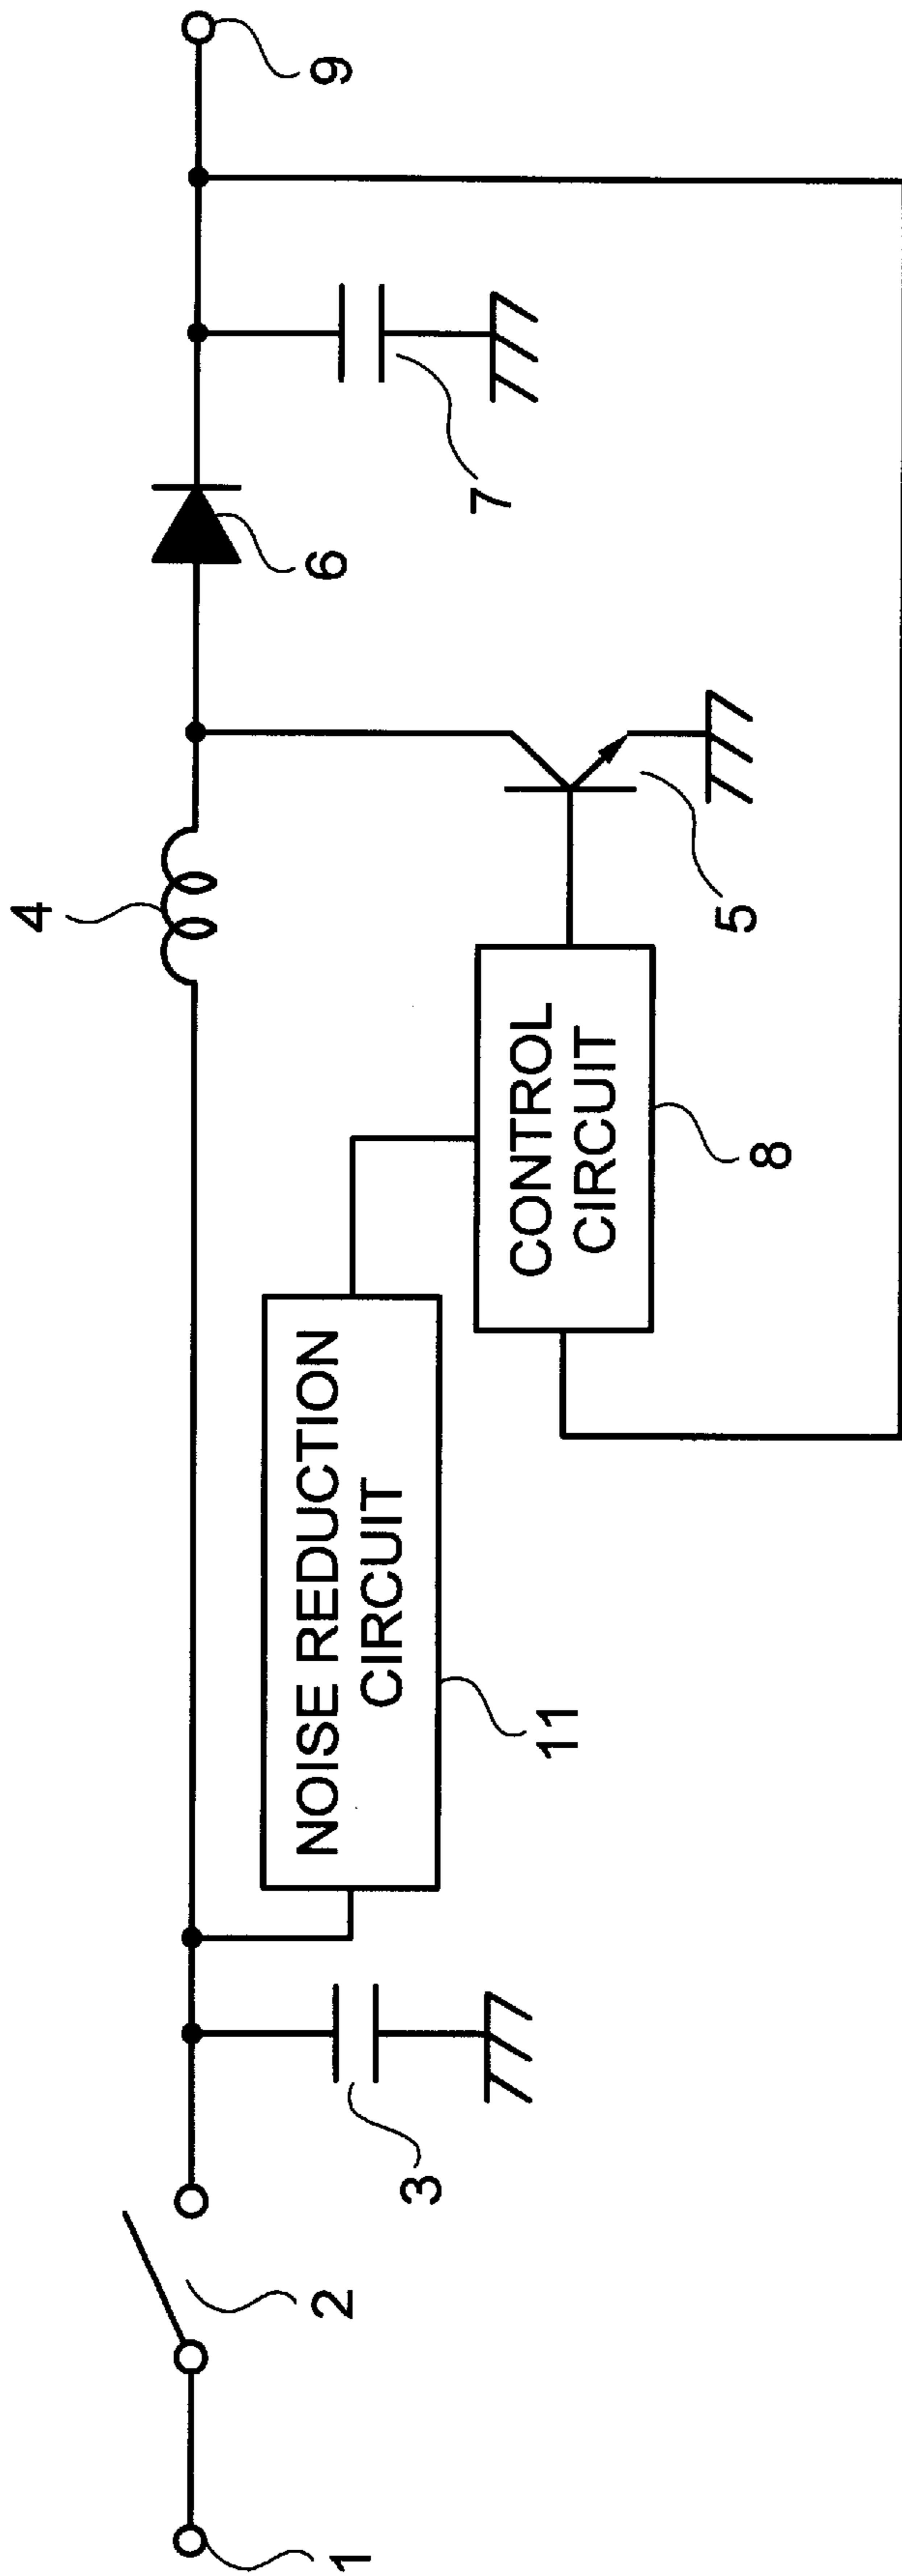 4
9
6
7
NOISE REDUCTION
CIRCUIT
CONTROL
CIRCUIT
5
8
11
3
2
1